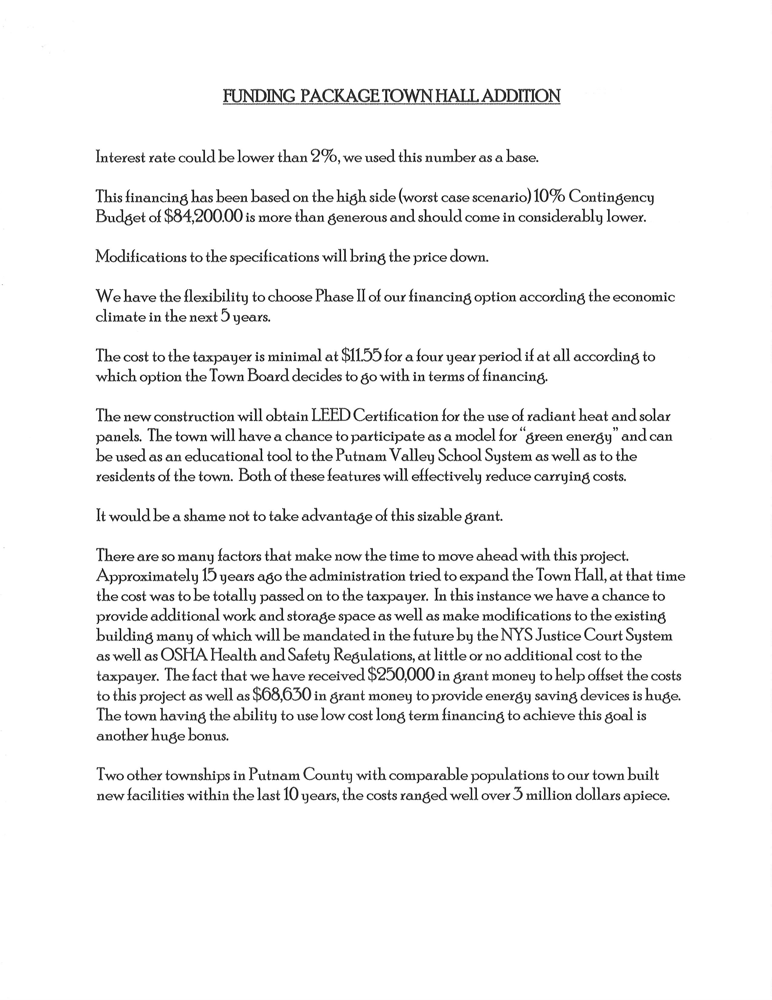 FUNDING PACKAGE TOWN HALL ADDITION
Interest rate could be lower than 2%, we used this number as a base.
This financing has been based on the high side (worst case scenario) 10% Contingency
Budget of $84,200.00 is more than generous and should come in considerably lower.
Modifications to the specifications will bring the price down.
We have the flexibility to choose Phase II of our financing option according the economic
climate in the next 5 years.
The cost to the taxpayer is minimal at $11.55 for a four year period if at all according to
which option the Town Board decides to go with in terms of financing.
The new construction will obtain LEED Certification for the use of radiant heat and solar
panels. The town will have a chance to participate as a model for “green energy” and can
be used as an educational tool to the Putnam Valley School System as well as to the
residents of the town. Both of these features will effectively reduce carrying costs.
It would be a shame not to take advantage of this sizable grant.
There are so many factors that make now the time to move ahead with this project.
Approximately 15 years ago the administration tried to expand the Town Hall, at that time
the cost was to be totally passed on to the taxpayer. In this instance we have a chance to
provide additional work and storage space as well as make modifications to the existing
building many of which will be mandated in the future by the NYS Justice Court System
as well as OSHA Health and Safety Regulations, at little or no additional cost to the
taxpayer. The fact that we have received $250,000 in grant money to help offset the costs
to this project as well as $68,630 in grant money to provide energy saving devices is huge.
The town having the ability to use low cost long term financing to achieve this goal is
another huge bonus.
Two other townships in Putnam County with comparable populations to our town built
new facilities within the last 10 years, the costs ranged well over 3 million dollars apiece.